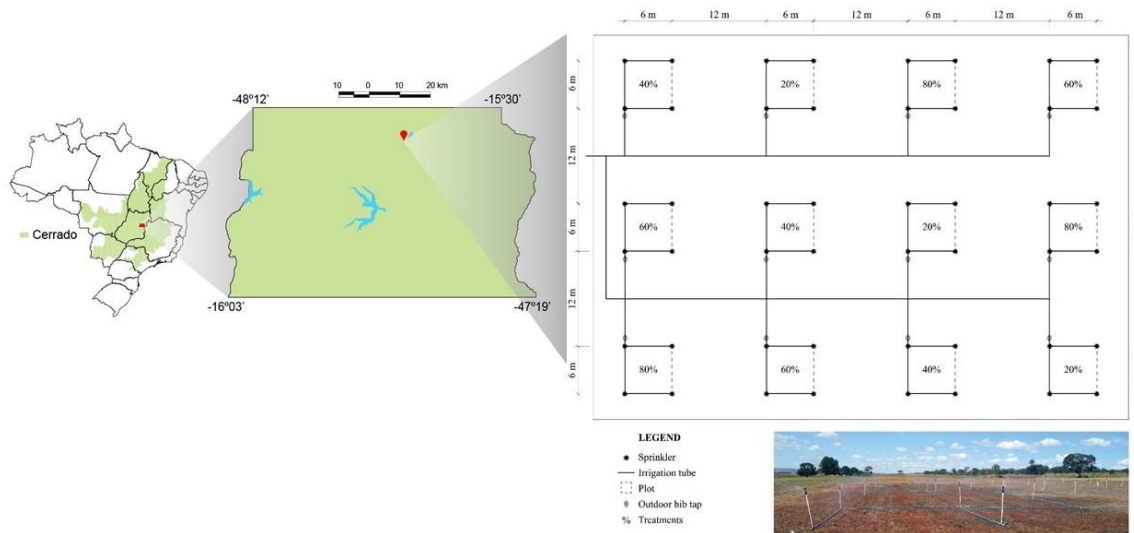 6 m 12 m 6 m 12 m 6 m 12 m 6 m
10 0 10 20 km
-48º12’ -15º30’
Cerrado
-16º03’ -47º19’
6 m
12 m
6 m
12 m
6 m
40% 20% 80% 60%
60% 40% 20% 80%
80% 60% 40% 20%
LEGEND
Sprinkler
Irrigation tube
Plot
Outdoor bib tap
% Treatments